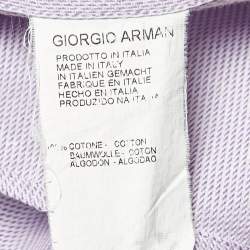 GIORGIO ARMAN
PRODOTTO IN ITALY
MADE IN ITALY
IN ITALIEN GEMACHT
FABRIQUE EN ITALIE
HECHO EN ITALIA
PRODUZIDO NA ITALIA
COTONE - COTTON
BAUMWOLLE - COTON
ALGODON - ALGODAO